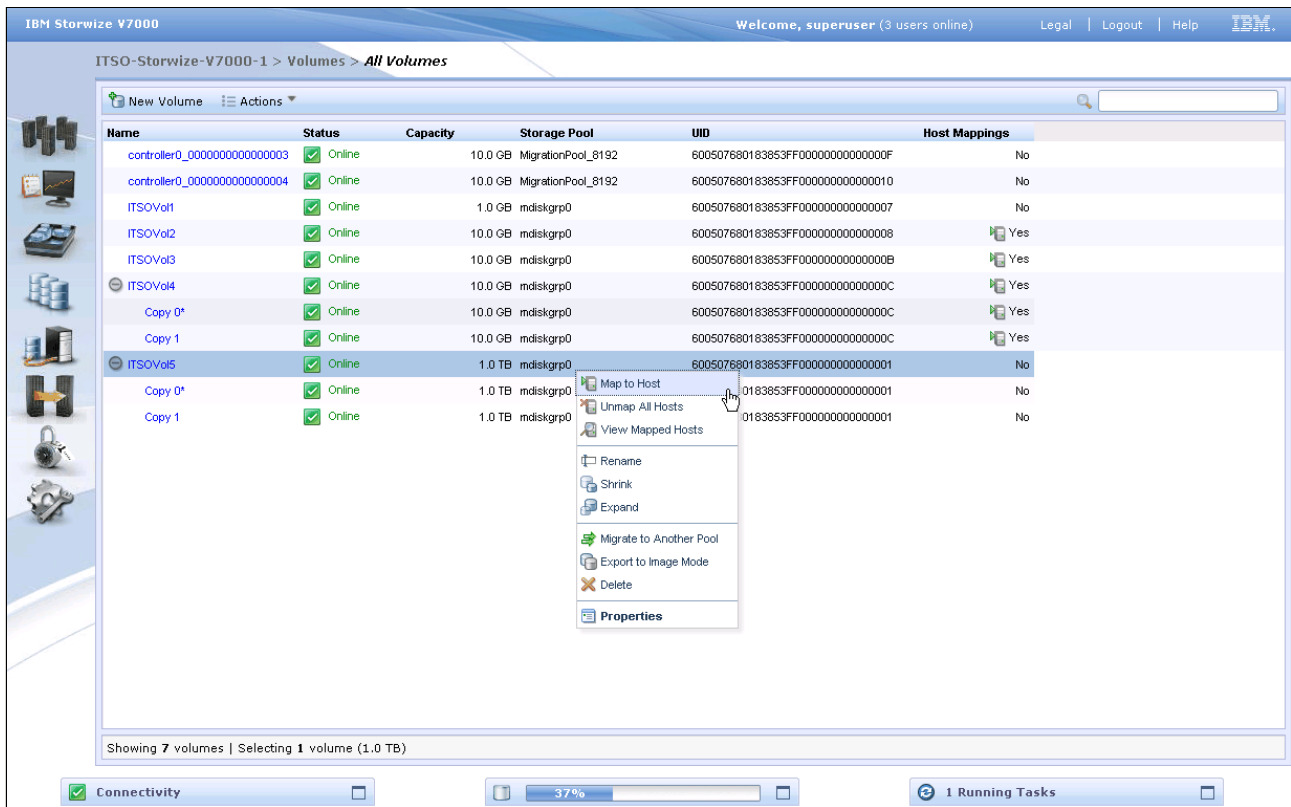 IBM Storwize V7000 Welcome, superuser (3 users online) Legal | Logout | Help IBM.
ITSO-Storwize-V7000-1 > Volumes > All Volumes
New Volume Actions
Name Status Capacity Storage Pool UID Host Mappings
controller0_0000000000000003 Online 10.0 GB MigrationPool_8192 600507680183853FF00000000000000F No
controller0_0000000000000004 Online 10.0 GB MigrationPool_8192 600507680183853FF000000000000010 No
ITSOVol1 Online 1.0 GB mdiskgrp0 600507680183853FF000000000000007 No
ITSOVol2 Online 10.0 GB mdiskgrp0 600507680183853FF000000000000008 Yes
ITSOVol3 Online 10.0 GB mdiskgrp0 600507680183853FF00000000000000B Yes
ITSOVol4 Online 10.0 GB mdiskgrp0 600507680183853FF00000000000000C Yes
Copy 0* Online 10.0 GB mdiskgrp0 600507680183853FF00000000000000C Yes
Copy 1 Online 10.0 GB mdiskgrp0 600507680183853FF00000000000000C Yes
ITSOVol5 Online 1.0 TB mdiskgrp0 600507680183853FF000000000000001 No
Copy 0* Online 1.0 TB mdiskgrp0 0183853FF000000000000001 No
Copy 1 Online 1.0 TB mdiskgrp0 0183853FF000000000000001 No
Map to Host
Unmap All Hosts
View Mapped Hosts
Rename
Shrink
Expand
Migrate to Another Pool
Export to Image Mode
Delete
Properties
Showing 7 volumes | Selecting 1 volume (1.0 TB)
Connectivity 37% 1 Running Tasks